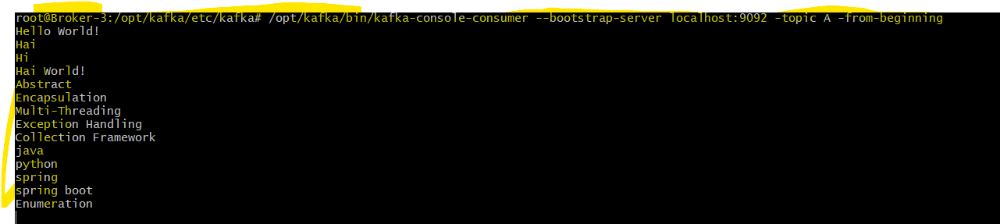 root@Broker-3:/opt/kafka/etc/kafka# /opt/kafka/bin/kafka-console-consumer --bootstrap-server localhost:9092 -topic A -from-beginning
Hello World!
Hai
Hi
Hai World!
Abstract
Encapsulation
Multi-Threading
Exception Handling
Collection Framework
java
python
spring
spring boot
Enumeration